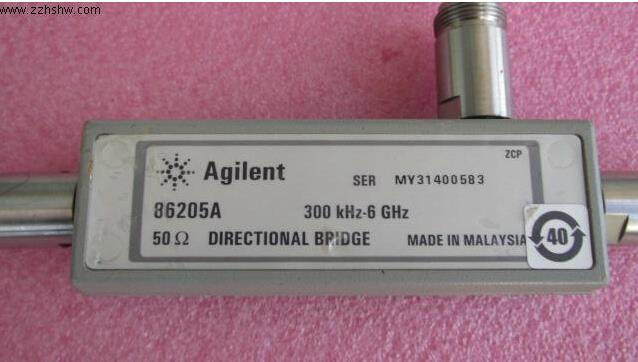 www.zzhshw.com
ZCP
Agilent SER MY31400583
86205A 300 kHz-6 GHz
50 Ω DIRECTIONAL BRIDGE MADE IN MALAYSIA
40